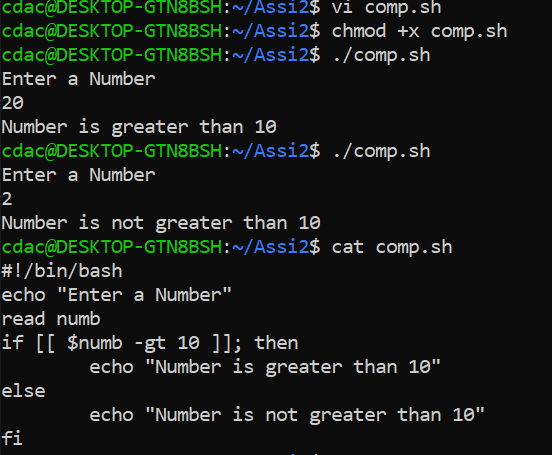 cdac@DESKTOP-GTN8BSH:~/Assi2$ vi comp.sh
cdac@DESKTOP-GTN8BSH:~/Assi2$ chmod +x comp.sh
cdac@DESKTOP-GTN8BSH:~/Assi2$ ./comp.sh
Enter a Number
20
Number is greater than 10
cdac@DESKTOP-GTN8BSH:~/Assi2$ ./comp.sh
Enter a Number
2
Number is not greater than 10
cdac@DESKTOP-GTN8BSH:~/Assi2$ cat comp.sh
#!/bin/bash
echo "Enter a Number"
read numb
if [[ $numb -gt 10 ]]; then
        echo "Number is greater than 10"
else
        echo "Number is not greater than 10"
fi